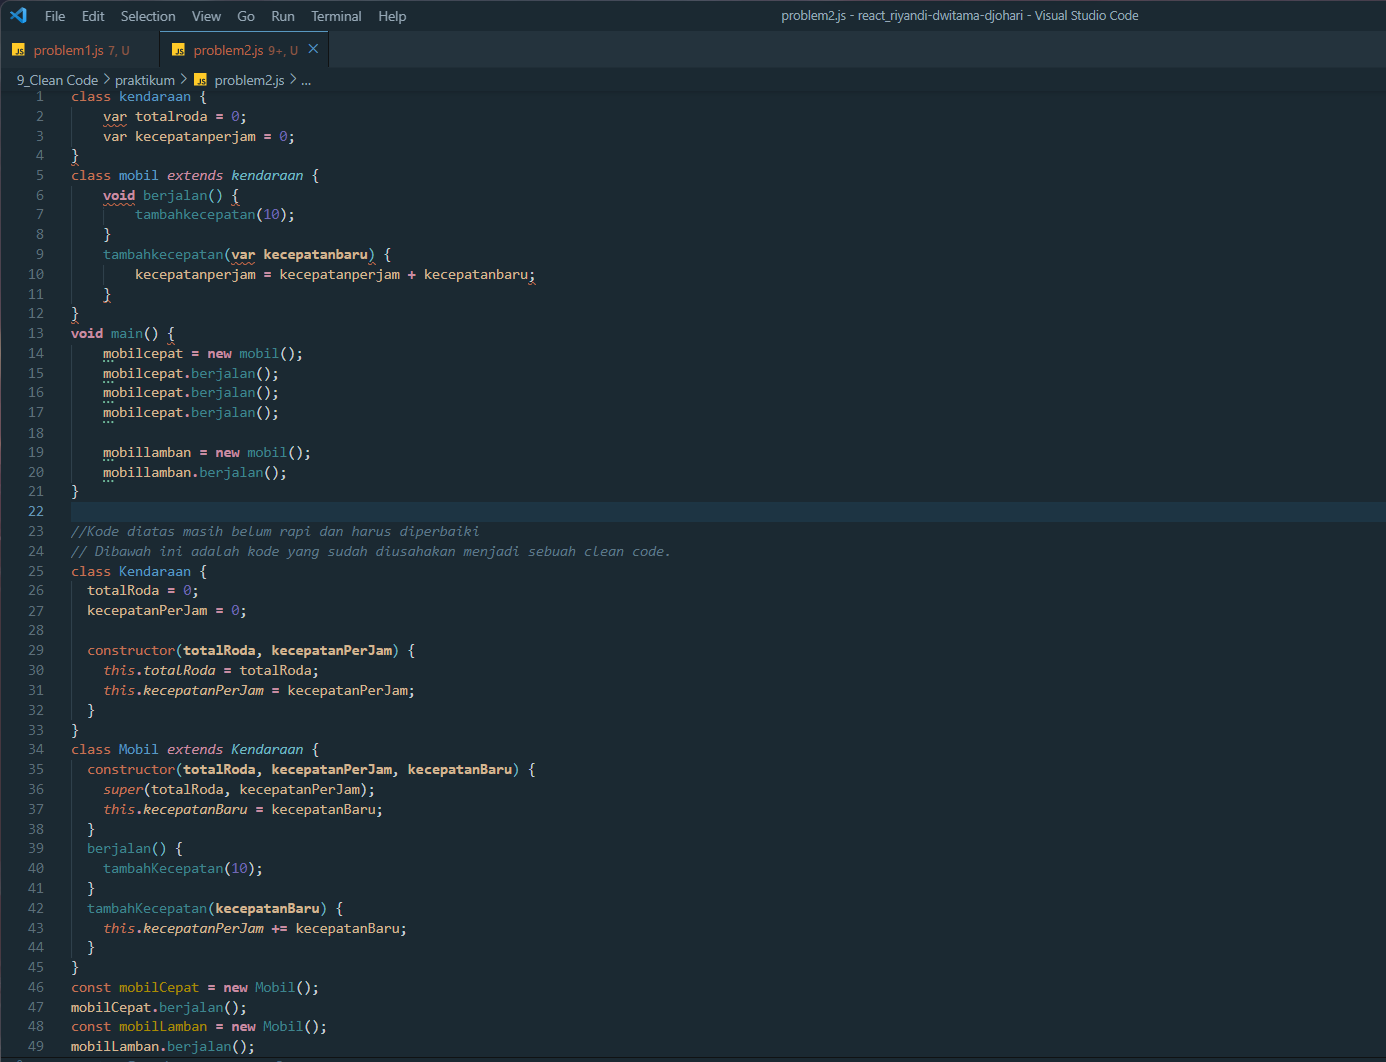 File Edit Selection View Go Run Terminal Help
problem2.js - react_riyandi-dwitama-djohari - Visual Studio Code
JS problem1.js 7, U
JS problem2.js 9+, U
9_Clean Code > praktikum > JS problem2.js > ...
1 class kendaraan {
2 var totalroda = 0;
3 var kecepatanperjam = 0;
4 }
5 class mobil extends kendaraan {
6 void berjalan() {
7 tambahkecepatan(10);
8 }
9 tambahkecepatan(var kecepatanbaru) {
10 kecepatanperjam = kecepatanperjam + kecepatanbaru;
11 }
12 }
13 void main() {
14 mobilcepat = new mobil();
15 mobilcepat.berjalan();
16 mobilcepat.berjalan();
17 mobilcepat.berjalan();
18
19 mobillamban = new mobil();
20 mobillamban.berjalan();
21 }
22
23 //Kode diatas masih belum rapi dan harus diperbaiki
24 // Dibawah ini adalah kode yang sudah diusahakan menjadi sebuah clean code.
25 class Kendaraan {
26 totalRoda = 0;
27 kecepatanPerJam = 0;
28
29 constructor(totalRoda, kecepatanPerJam) {
30 this.totalRoda = totalRoda;
31 this.kecepatanPerJam = kecepatanPerJam;
32 }
33 }
34 class Mobil extends Kendaraan {
35 constructor(totalRoda, kecepatanPerJam, kecepatanBaru) {
36 super(totalRoda, kecepatanPerJam);
37 this.kecepatanBaru = kecepatanBaru;
38 }
39 berjalan() {
40 tambahKecepatan(10);
41 }
42 tambahKecepatan(kecepatanBaru) {
43 this.kecepatanPerJam += kecepatanBaru;
44 }
45 }
46 const mobilCepat = new Mobil();
47 mobilCepat.berjalan();
48 const mobilLamban = new Mobil();
49 mobilLamban.berjalan();